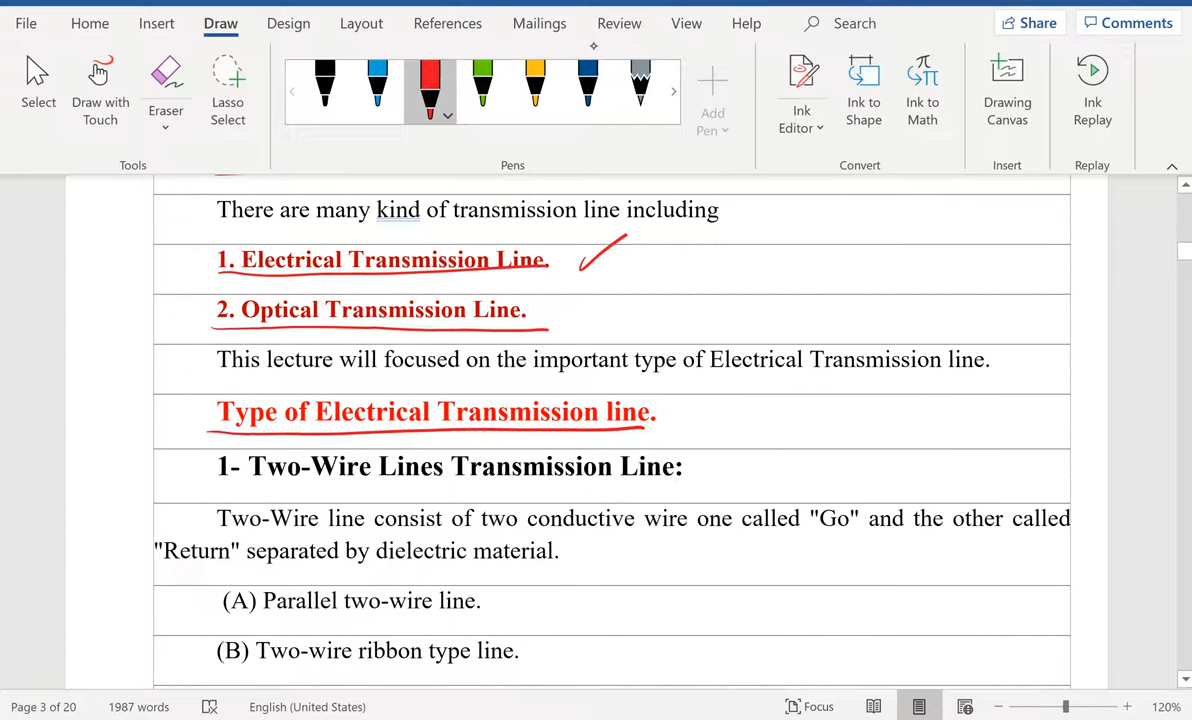 File Home Insert Draw Design Layout References Mailings Review View Help Search Share Comments
Select Draw with Touch Eraser Lasso Select Add Pen Ink Editor Ink to Shape Ink to Math Drawing Canvas Ink Replay
Tools Pens Convert Insert Replay
There are many kind of transmission line including
1. Electrical Transmission Line.
2. Optical Transmission Line.
This lecture will focused on the important type of Electrical Transmission line.
Type of Electrical Transmission line.
1- Two-Wire Lines Transmission Line:
Two-Wire line consist of two conductive wire one called "Go" and the other called
"Return" separated by dielectric material.
(A) Parallel two-wire line.
(B) Two-wire ribbon type line.
Page 3 of 20 1987 words English (United States) Focus 120%